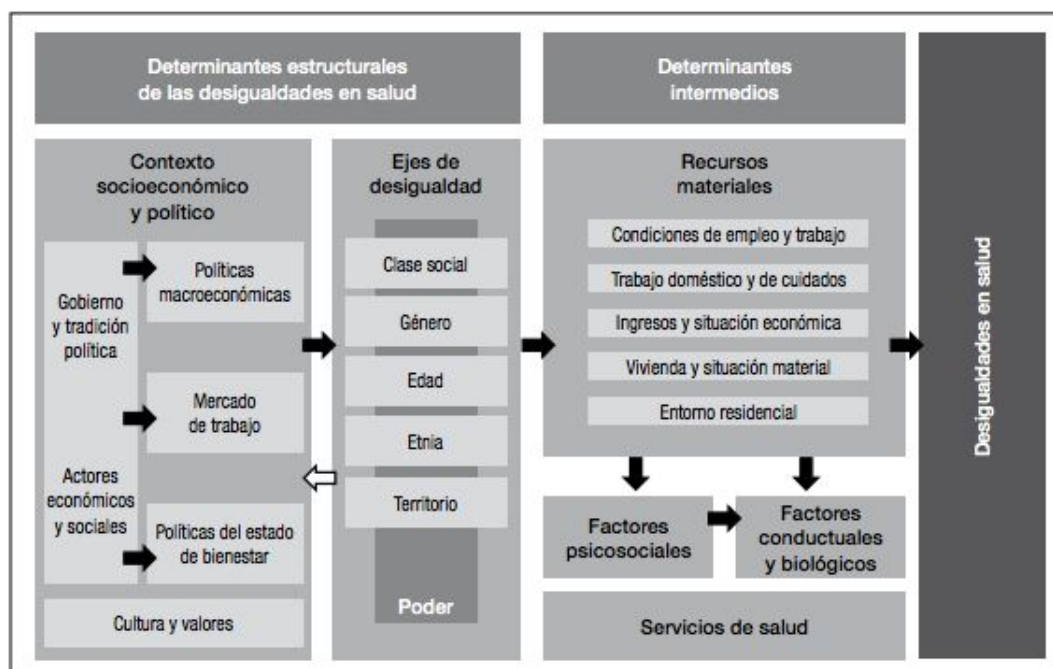 Determinantes estructurales
de las desigualdades en salud
Determinantes
intermedios
Contexto
socioeconómico
y político
Gobierno
y tradición
política
Actores
económicos
y sociales
Políticas
macroeconómicas
Mercado
de trabajo
Políticas del estado
de bienestar
Cultura y valores
Ejes de
desigualdad
Clase social
Género
Edad
Etnia
Territorio
Poder
Recursos
materiales
Condiciones de empleo y trabajo
Trabajo doméstico y de cuidados
Ingresos y situación económica
Vivienda y situación material
Entorno residencial
Factores
psicosociales
Factores
conductuales
y biológicos
Servicios de salud
Desigualdades en salud